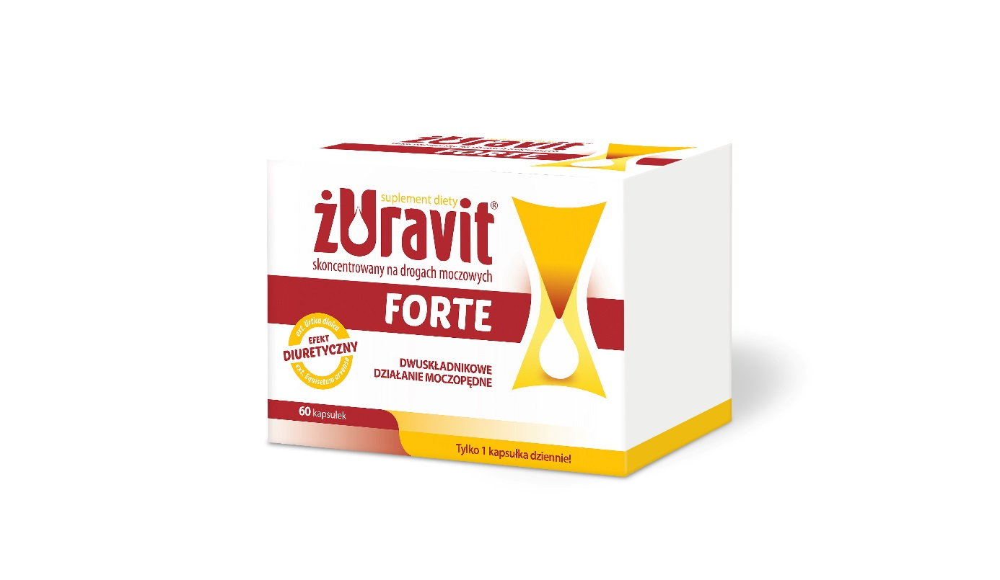 żuravit
FORTE
suplement diety
żuravit®
skoncentrowany na drogach moczowych
FORTE
ext. Urtica dioica
EFEKT
DIURETYCZNY
ext. Equisetum arvense
DWUSKŁADNIKOWE
DZIAŁANIE MOCZOPĘDNE
60 kapsułek
Tylko 1 kapsułka dziennie!